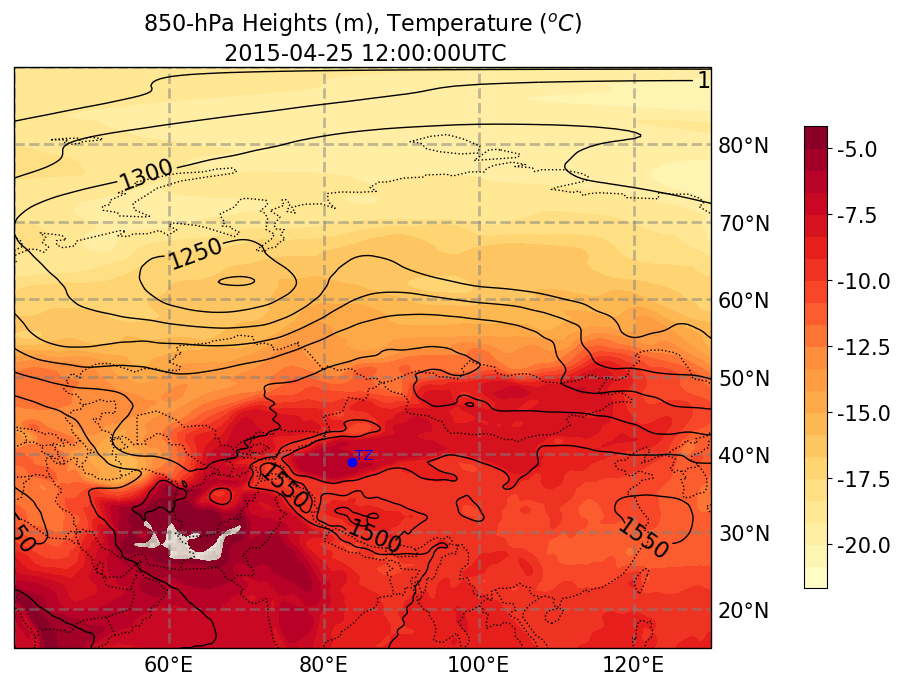 850-hPa Heights (m), Temperature (°C)
2015-04-25 12:00:00UTC
1
80°N
-5.0
1300
70°N
-7.5
1250
60°N
-10.0
50°N
-12.5
TZ
40°N
-15.0
1550
50
1500
1550
30°N
-17.5
-20.0
20°N
60°E
80°E
100°E
120°E